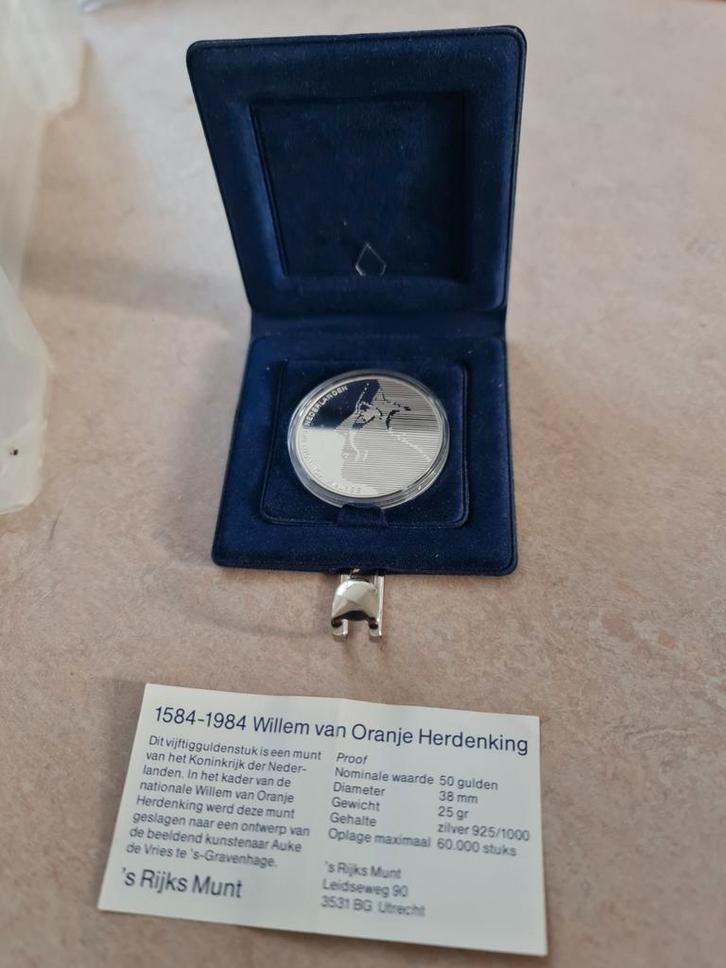 NEDERLANDEN
1584-1984 Willem van Oranje Herdenking
Dit vijftigguldenstuk is een munt
van het Koninkrijk der Neder-
landen. In het kader van de
nationale Willem van Oranje
Herdenking werd deze munt
geslagen naar een ontwerp van
de beeldend kunstenaar Auke
de Vries te 's-Gravenhage.
's Rijks Munt
Proof
Nominale waarde 50 gulden
Diameter 38 mm
Gewicht 25 gr
Gehalte zilver 925/1000
Oplage maximaal 60.000 stuks
's Rijks Munt
Leidseweg 90
3531 BG Utrecht